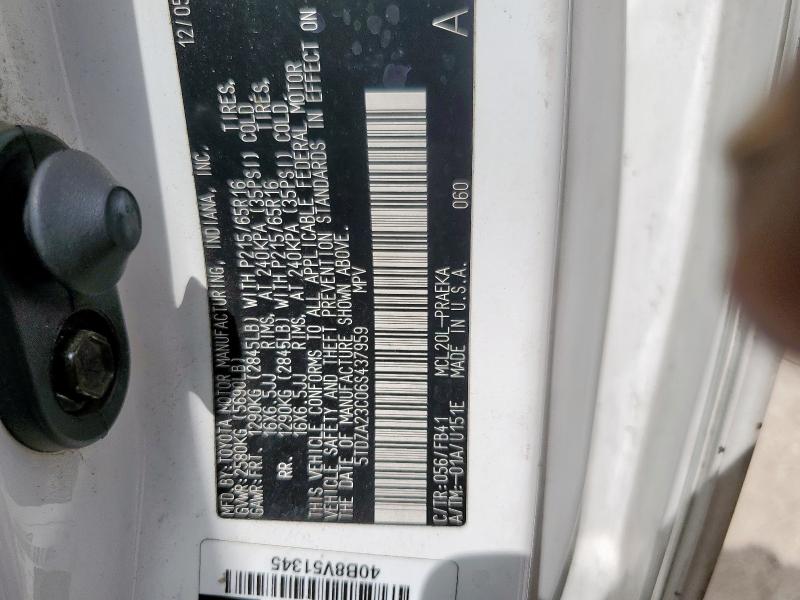 MFD.BY:TOYOTA MOTOR MANUFACTURING, INDIANA, INC. 12/05
GVWR:2580KG (5690LB)
GAWR:FR. 1290KG (2845LB) WITH P215/65R16 TIRES,
16X6.5JJ RIMS, AT 240KPA (35PSI) COLD.
RR. 1290KG (2845LB) WITH P215/65R16 TIRES,
16X6.5JJ RIMS, AT 240KPA (35PSI) COLD.
THIS VEHICLE CONFORMS TO ALL APPLICABLE FEDERAL MOTOR
VEHICLE SAFETY AND THEFT PREVENTION STANDARDS IN EFFECT ON
THE DATE OF MANUFACTURE SHOWN ABOVE.
5TDZA23C06S437959 MPV
C/TR:056/FB41 MCL20L-PRAEKA 060 A
A/TM:-01A/U151E MADE IN U.S.A.
40B8V51345